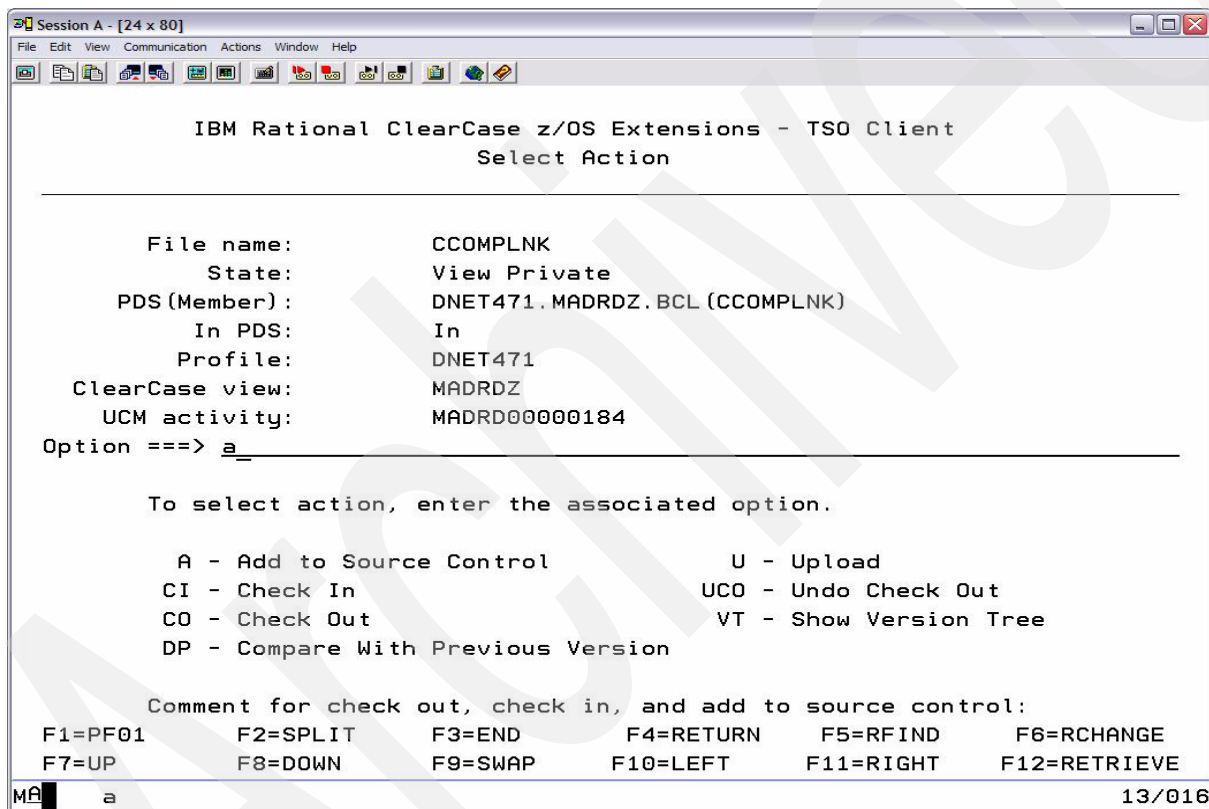 Session A - [24 x 80]
File Edit View Communication Actions Window Help
IBM Rational ClearCase z/OS Extensions - TSO Client
Select Action
File name: CCOMPLNK
State: View Private
PDS(Member): DNET471.MADRDZ.BCL(CCOMPLNK)
In PDS: In
Profile: DNET471
ClearCase view: MADRDZ
UCM activity: MADRD00000184
Option ===> a
To select action, enter the associated option.
A - Add to Source Control U - Upload
CI - Check In UCO - Undo Check Out
CO - Check Out VT - Show Version Tree
DP - Compare With Previous Version
Comment for check out, check in, and add to source control:
F1=PF01 F2=SPLIT F3=END F4=RETURN F5=RFIND F6=RCHANGE
F7=UP F8=DOWN F9=SWAP F10=LEFT F11=RIGHT F12=RETRIEVE
MA a 13/016
Archived